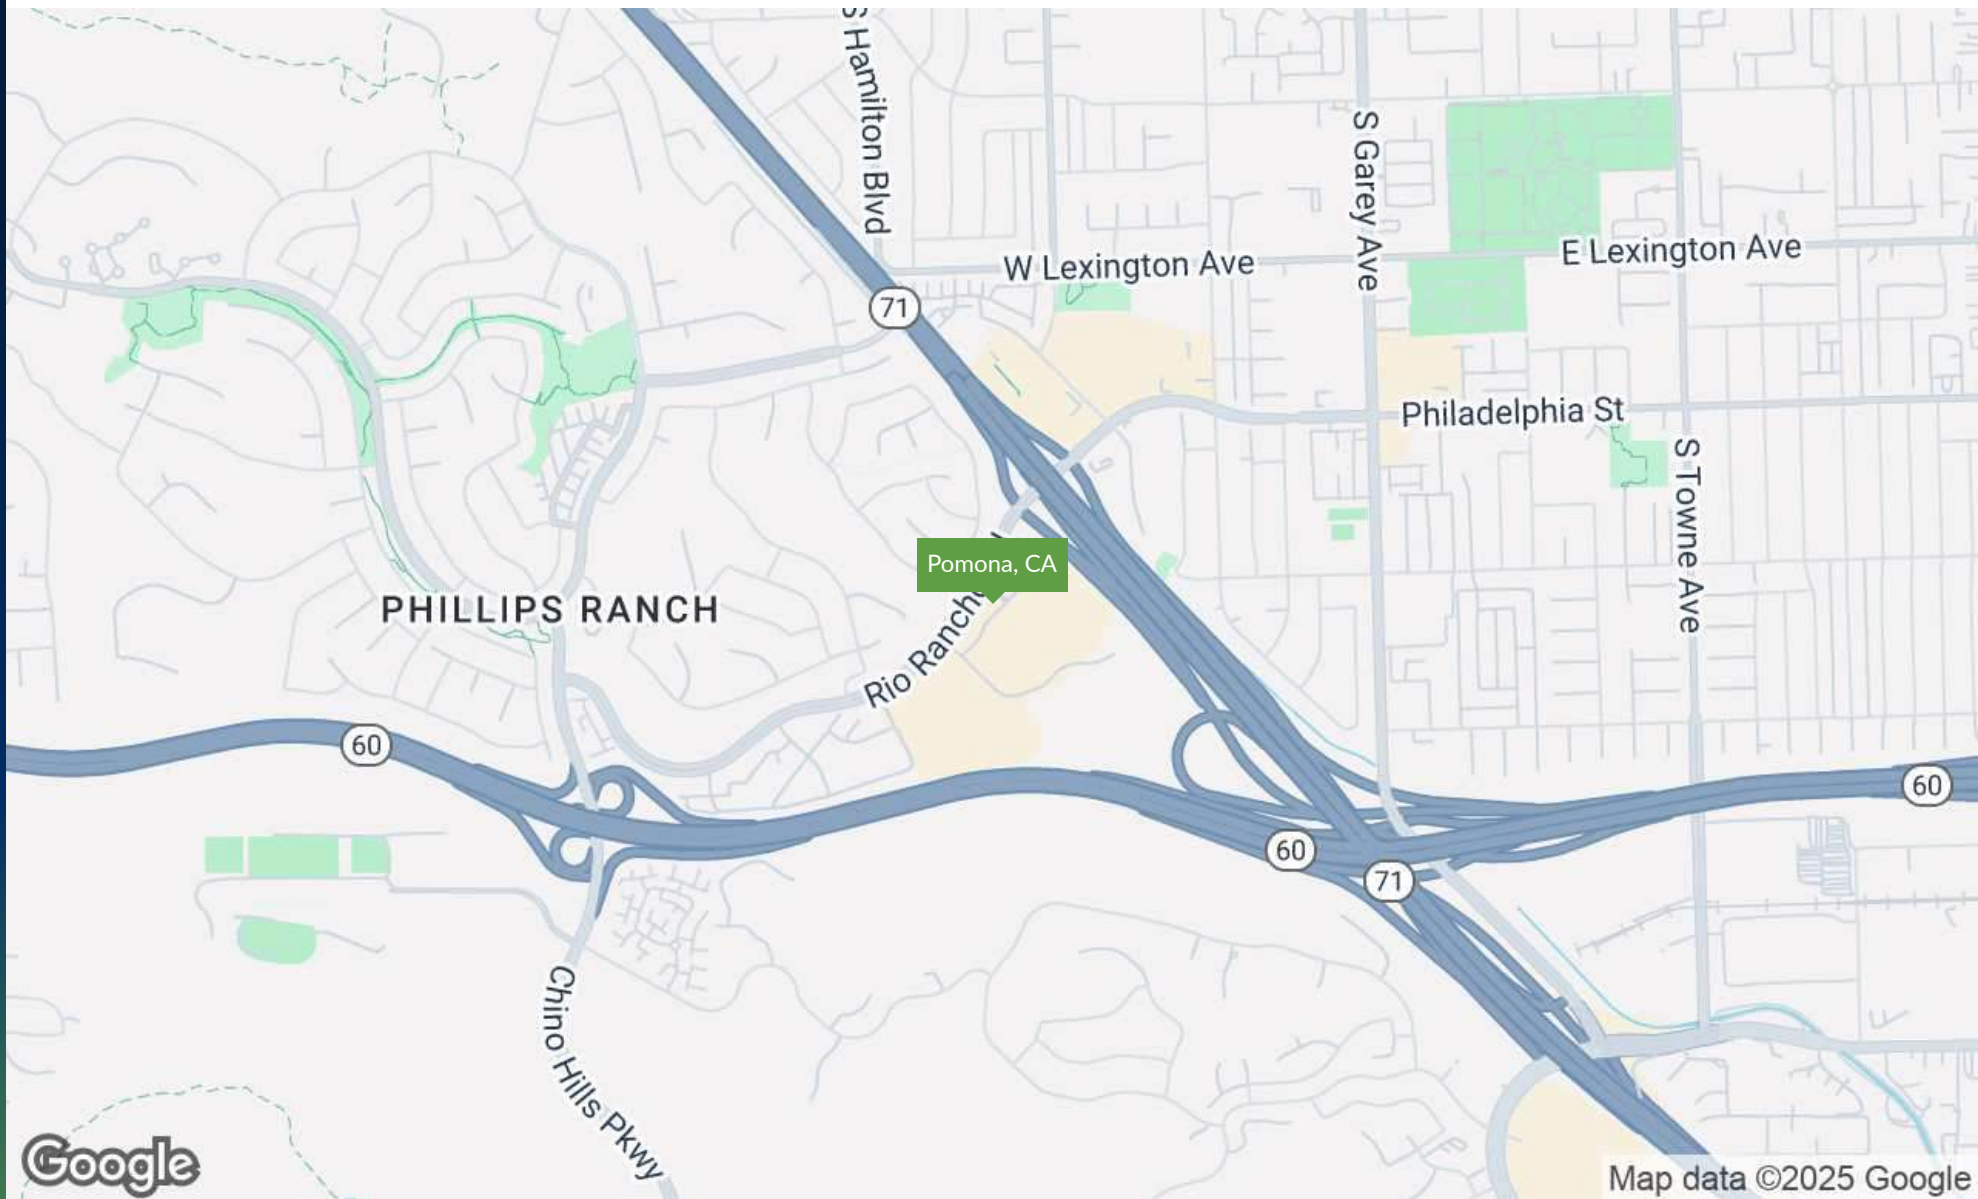 S Hamilton Blvd
S Garey Ave
W Lexington Ave
E Lexington Ave
71
Philadelphia St
S Towne Ave
Pomona, CA
PHILLIPS RANCH
Rio Rancho
60
60
60
71
Chino Hills Pkwy
Google
Map data ©2025 Google